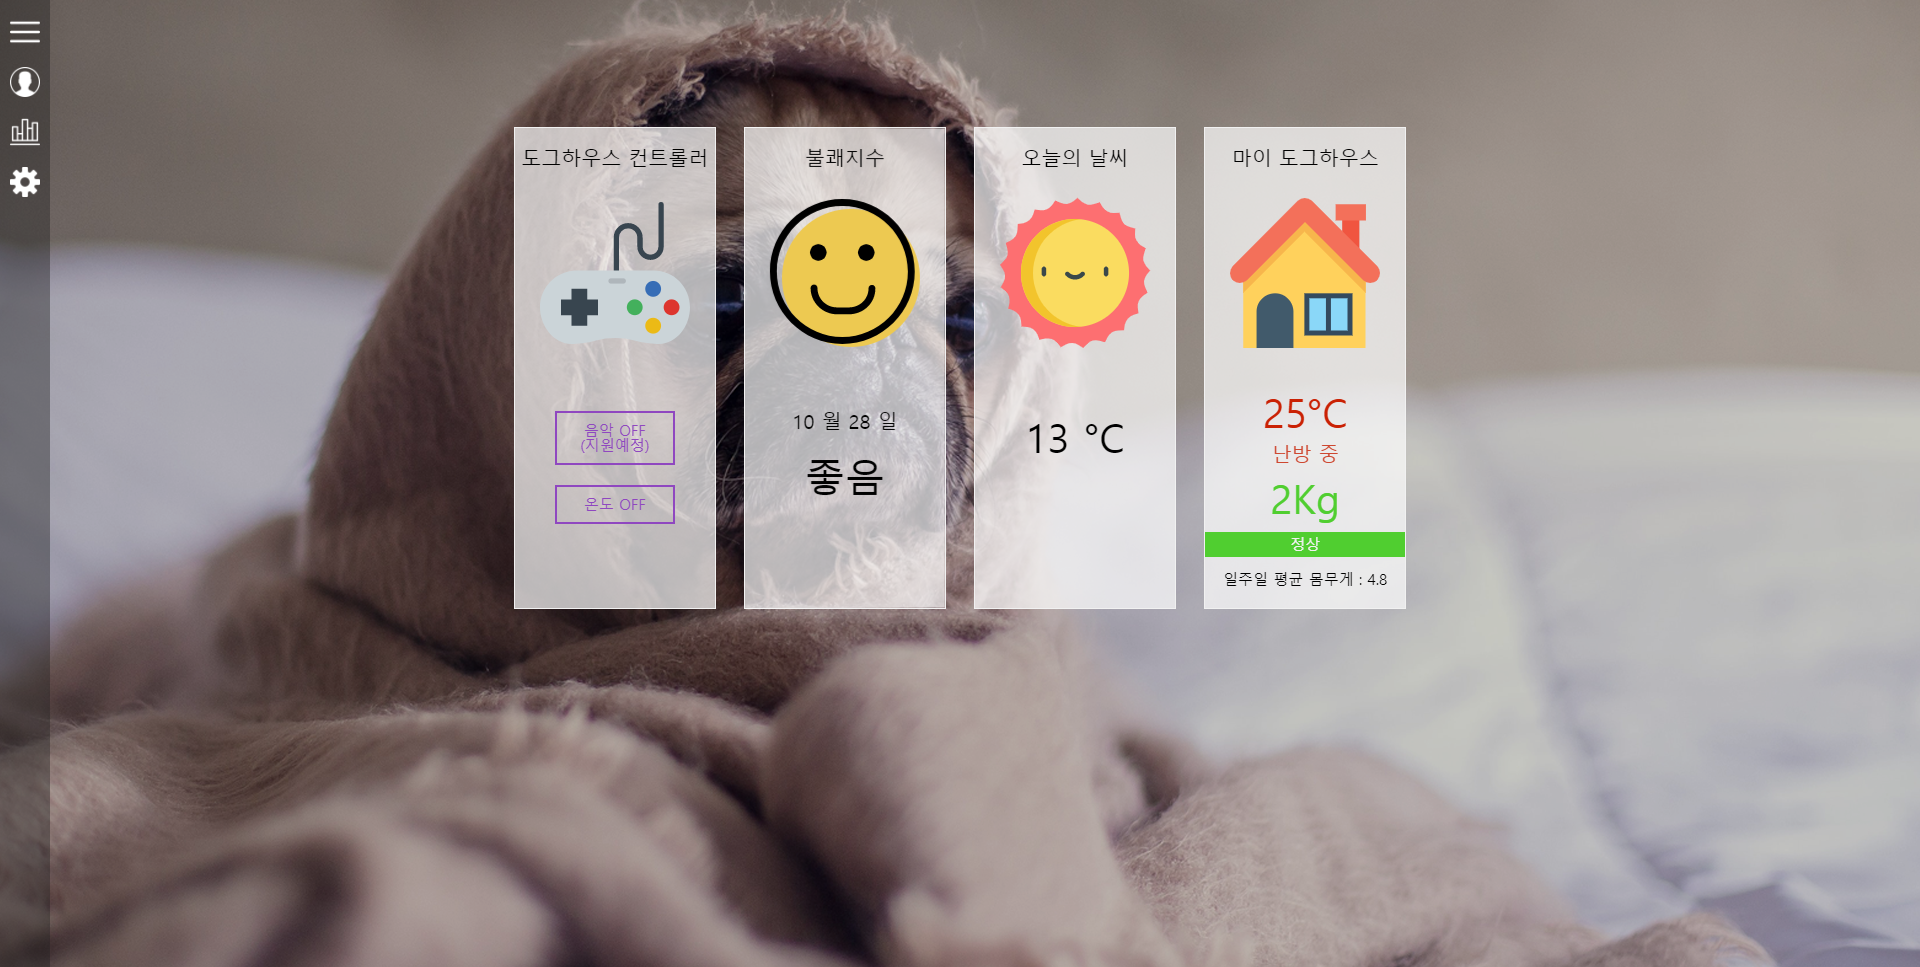 도그하우스 컨트롤러
음악 OFF
(지원예정)
온도 OFF
불쾌지수
10 월 28 일
좋음
오늘의 날씨
13 °C
마이 도그하우스
25°C
난방 중
2Kg
정상
일주일 평균 몸무게 : 4.8